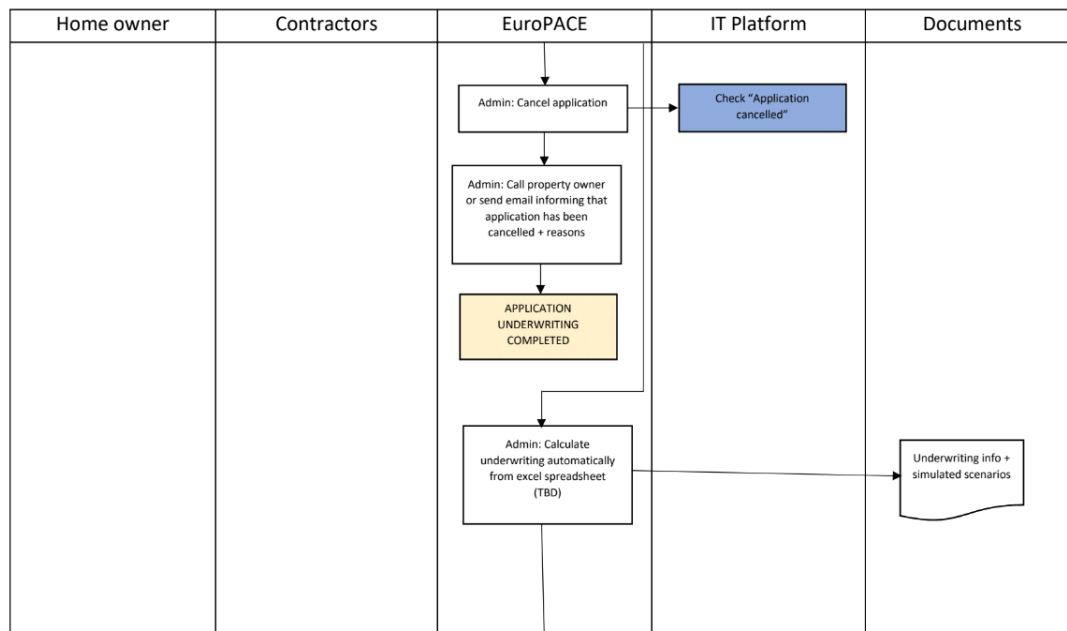 Home owner
Contractors
EuroPACE
IT Platform
Documents
Admin: Cancel application
Check “Application
cancelled”
Admin: Call property owner
or send email informing that
application has been
cancelled + reasons
APPLICATION
UNDERWRITING
COMPLETED
Admin: Calculate
underwriting automatically
from excel spreadsheet
(TBD)
Underwriting info +
simulated scenarios